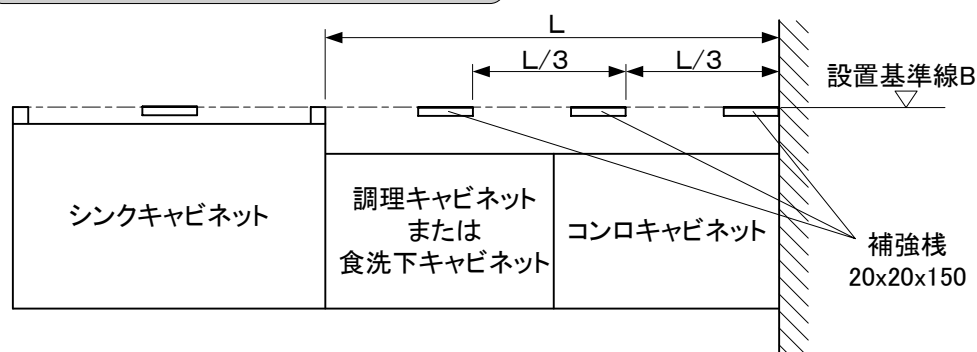 L
L/3
L/3
設置基準線B
シンクキャビネット
調理キャビネット
または
食洗下キャビネット
コンロキャビネット
補強桟
20x20x150